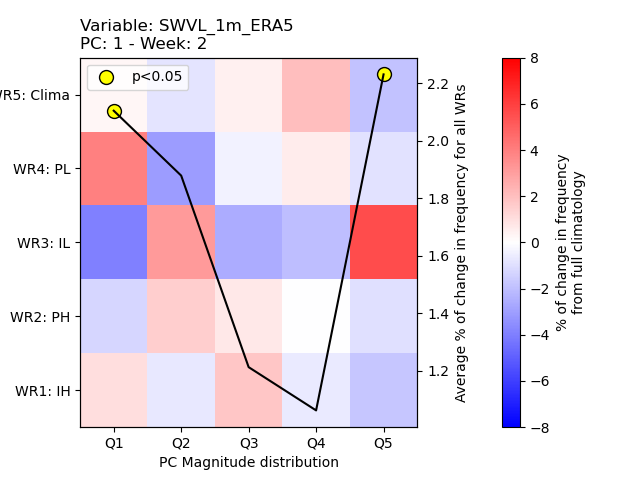 Variable: SWVL_1m_ERA5
PC: 1 - Week: 2
p<0.05
WR5: Clima
WR4: PL
WR3: IL
WR2: PH
WR1: IH
Q1 Q2 Q3 Q4 Q5
PC Magnitude distribution
2.2
2.0
1.8
1.6
1.4
1.2
Average % of change in frequency for all WRs
8
6
4
2
0
−2
−4
−6
−8
% of change in frequency
from full climatology